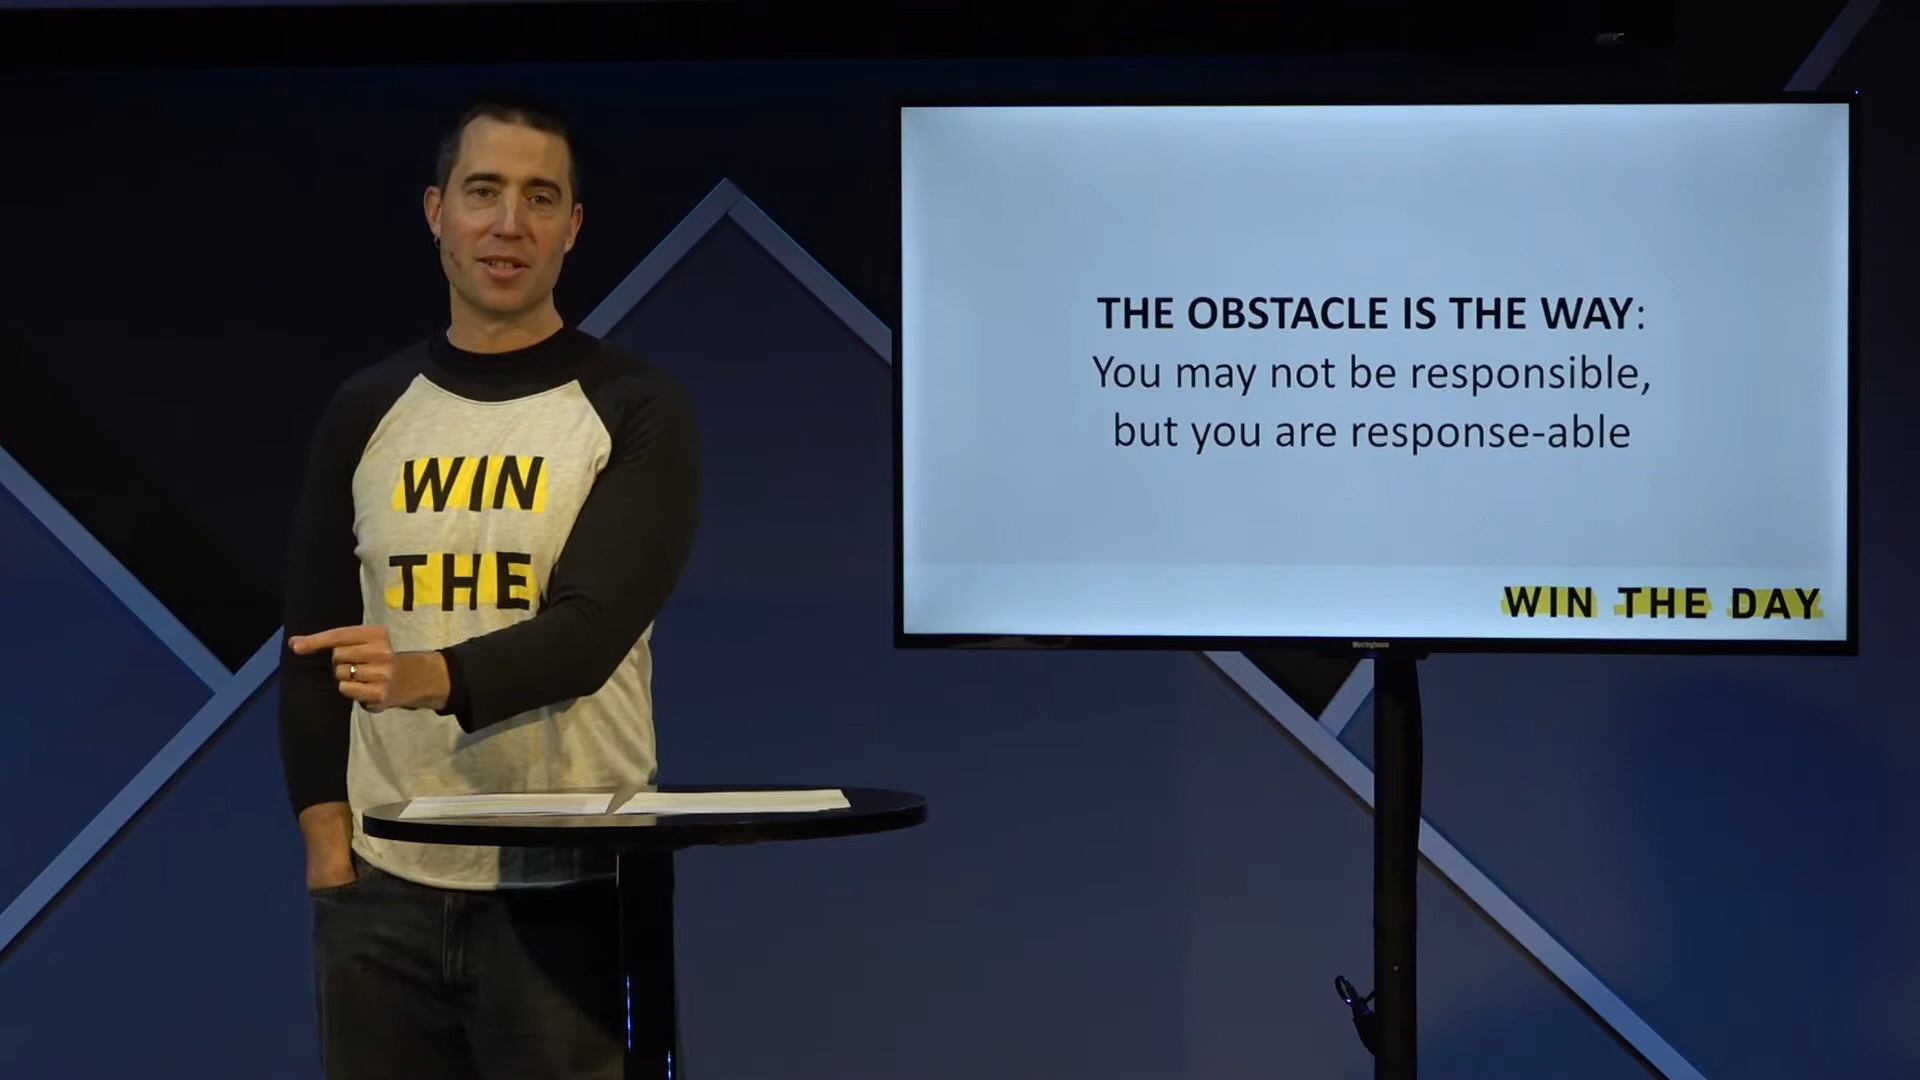 WIN
THE
THE OBSTACLE IS THE WAY:
You may not be responsible,
but you are response-able
WIN THE DAY
Westinghouse